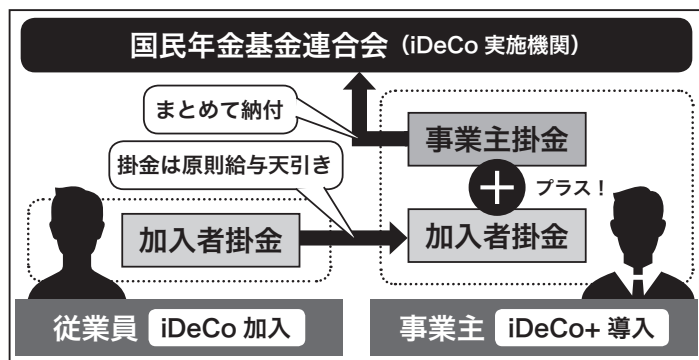 国民年金基金連合会（iDeCo 実施機関）
まとめて納付
事業主掛金
掛金は原則給与天引き
プラス！
加入者掛金
加入者掛金
従業員 iDeCo 加入
事業主 iDeCo+ 導入